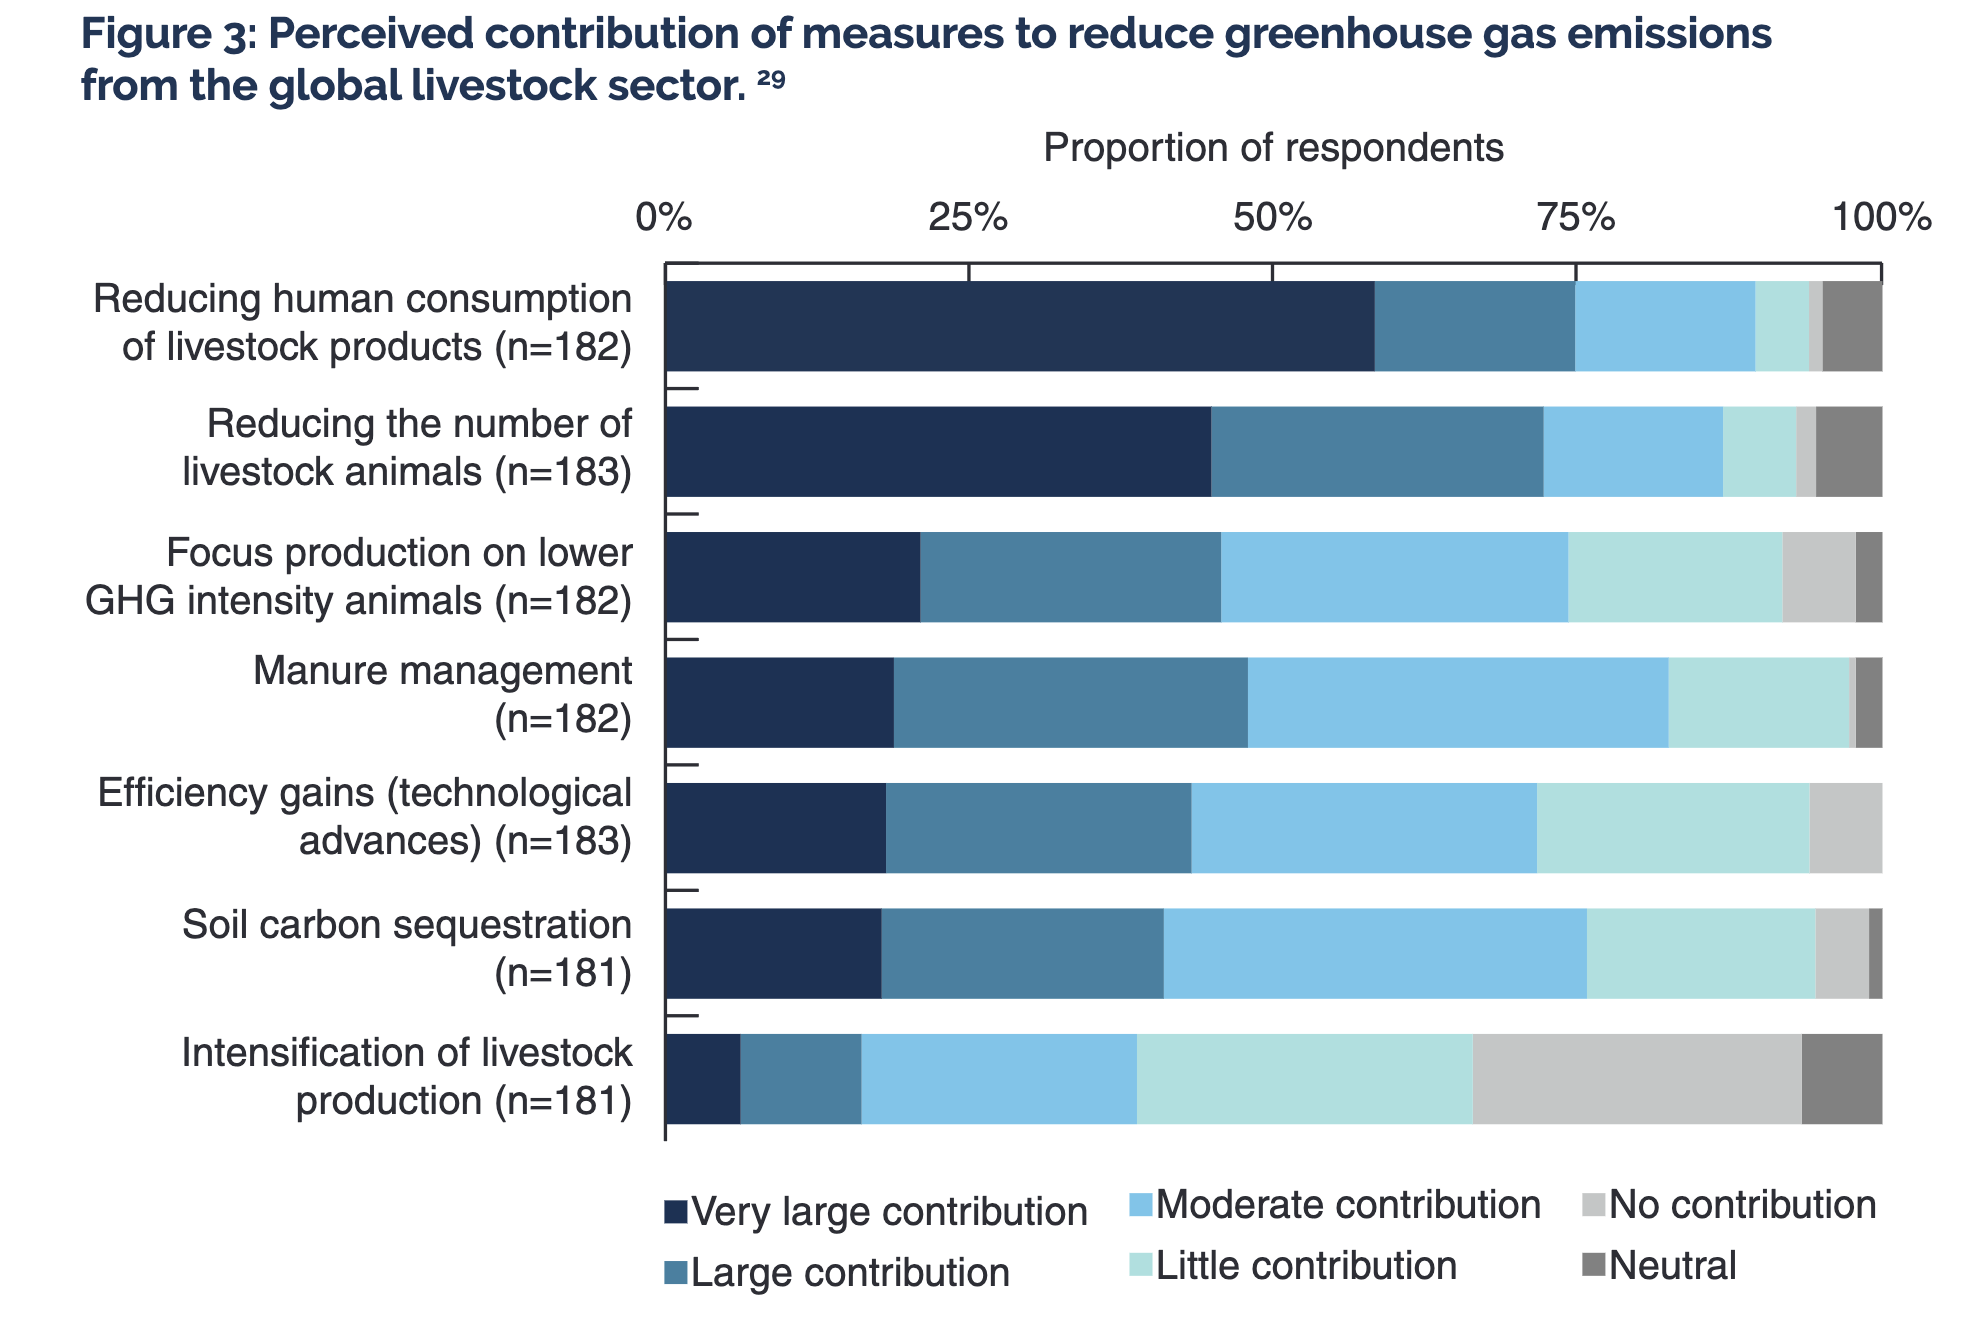 Figure 3: Perceived contribution of measures to reduce greenhouse gas emissions
from the global livestock sector. 29
Proportion of respondents
0% 25% 50% 75% 100%
Reducing human consumption
of livestock products (n=182)
Reducing the number of
livestock animals (n=183)
Focus production on lower
GHG intensity animals (n=182)
Manure management
(n=182)
Efficiency gains (technological
advances) (n=183)
Soil carbon sequestration
(n=181)
Intensification of livestock
production (n=181)
Very large contribution
Moderate contribution
No contribution
Large contribution
Little contribution
Neutral